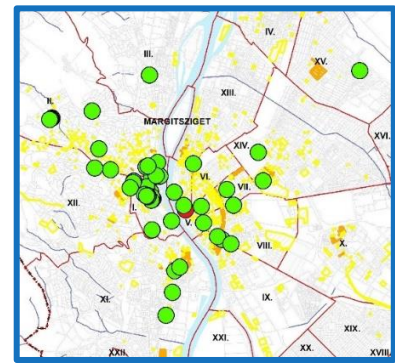 IV.
III.
XV.
XIII.
II.
MARGITSZIGET
XVI.
XIV.
VI.
VII.
XII.
I.
V.
VIII.
X.
XI.
IX.
XIX.
XXI.
XX.
XXII.
XVIII.